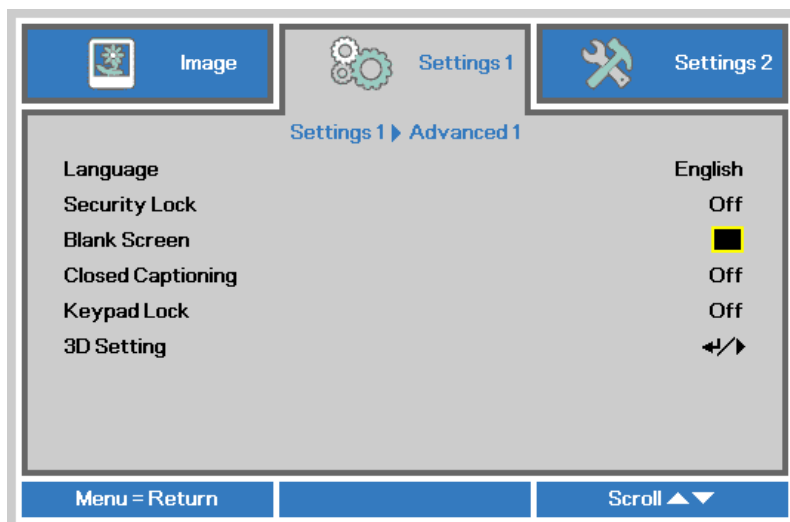 Image Settings 1 Settings 2
Settings 1 ▶ Advanced 1
Language English
Security Lock Off
Blank Screen
Closed Captioning Off
Keypad Lock Off
3D Setting ↵/▶
Menu = Return Scroll ▲▼